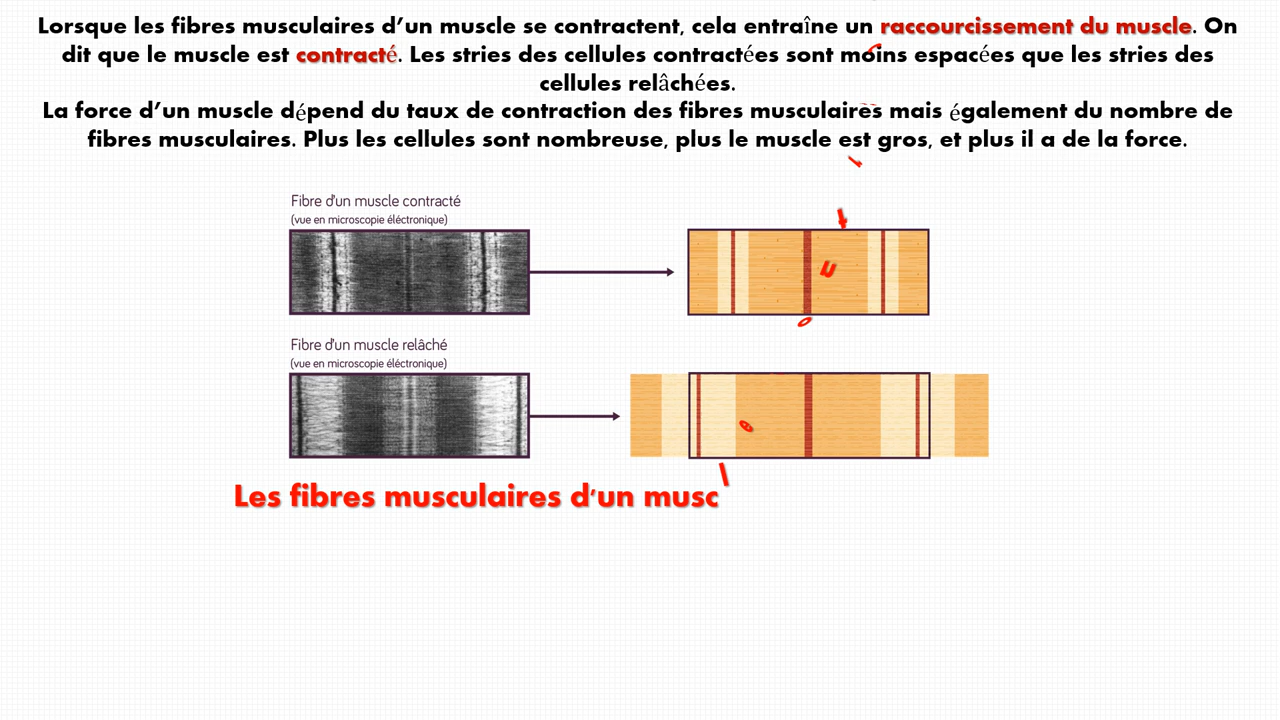 Lorsque les fibres musculaires d’un muscle se contractent, cela entraîne un raccourcissement du muscle. On
dit que le muscle est contracté. Les stries des cellules contractées sont moins espacées que les stries des
cellules relâchées.
La force d’un muscle dépend du taux de contraction des fibres musculaires mais également du nombre de
fibres musculaires. Plus les cellules sont nombreuse, plus le muscle est gros, et plus il a de la force.
Fibre d'un muscle contracté
(vue en microscopie éléctronique)
Fibre d'un muscle relâché
(vue en microscopie éléctronique)
Les fibres musculaires d'un musc